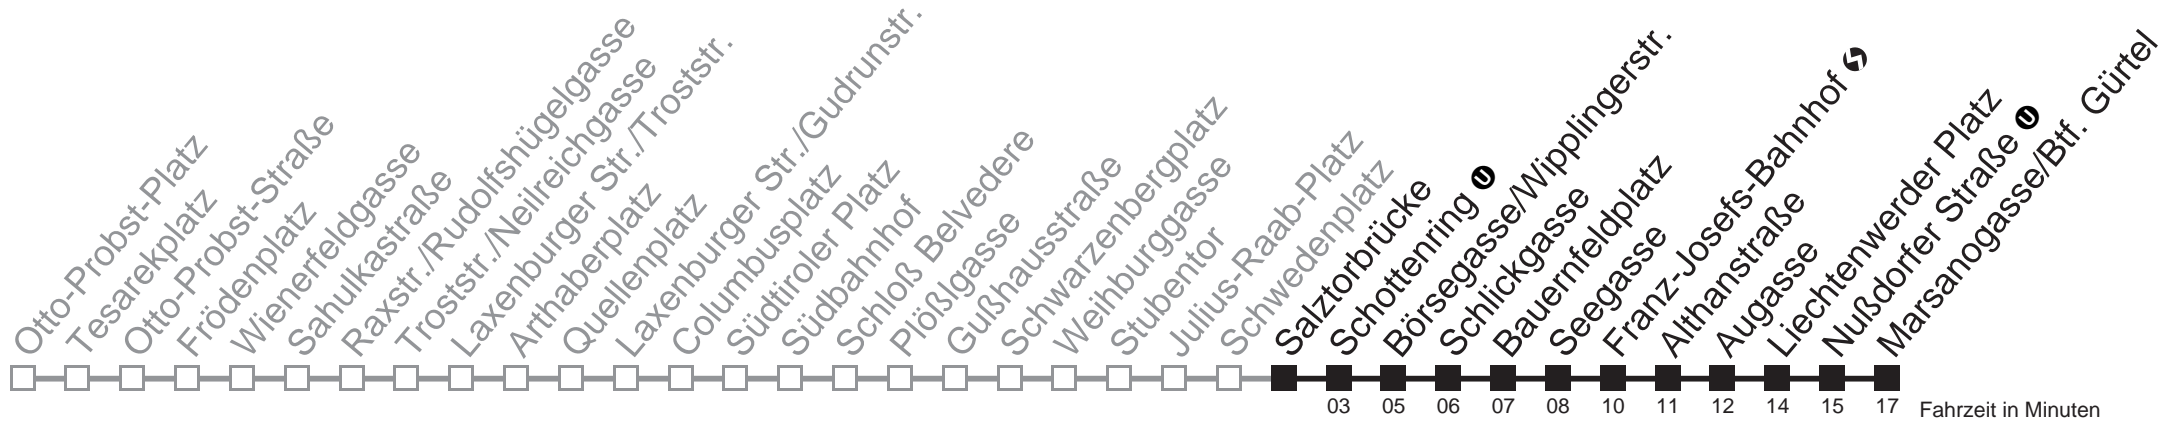 Otto-Probst-Platz
Tesarekplatz
Otto-Probst-Straße
Frödenplatz
Wienerfeldgasse
Sahulkastraße
Raxstr./Rudolfshügelgasse
Troststr./Neilreichgasse
Laxenburger Str./Troststr.
Arthaberplatz
Quellenplatz
Laxenburger Str./Gudrunstr.
Columbusplatz
Südtiroler Platz
Südbahnhof
Schloß Belvedere
Plößlgasse
Gußhausstraße
Schwarzenbergplatz
Weihburggasse
Stubentor
Julius-Raab-Platz
Schwedenplatz
Salztorbrücke
Schottenring U
Börsegasse/Wipplingerstr.
Schlickgasse
Bauernfeldplatz
Seegasse
Franz-Josefs-Bahnhof
Althanstraße
Augasse
Liechtenwerder Platz
Nußdorfer Straße U
Marsanogasse/Btf. Gürtel
03 05 06 07 08 10 11 12 14 15 17 Fahrzeit in Minuten